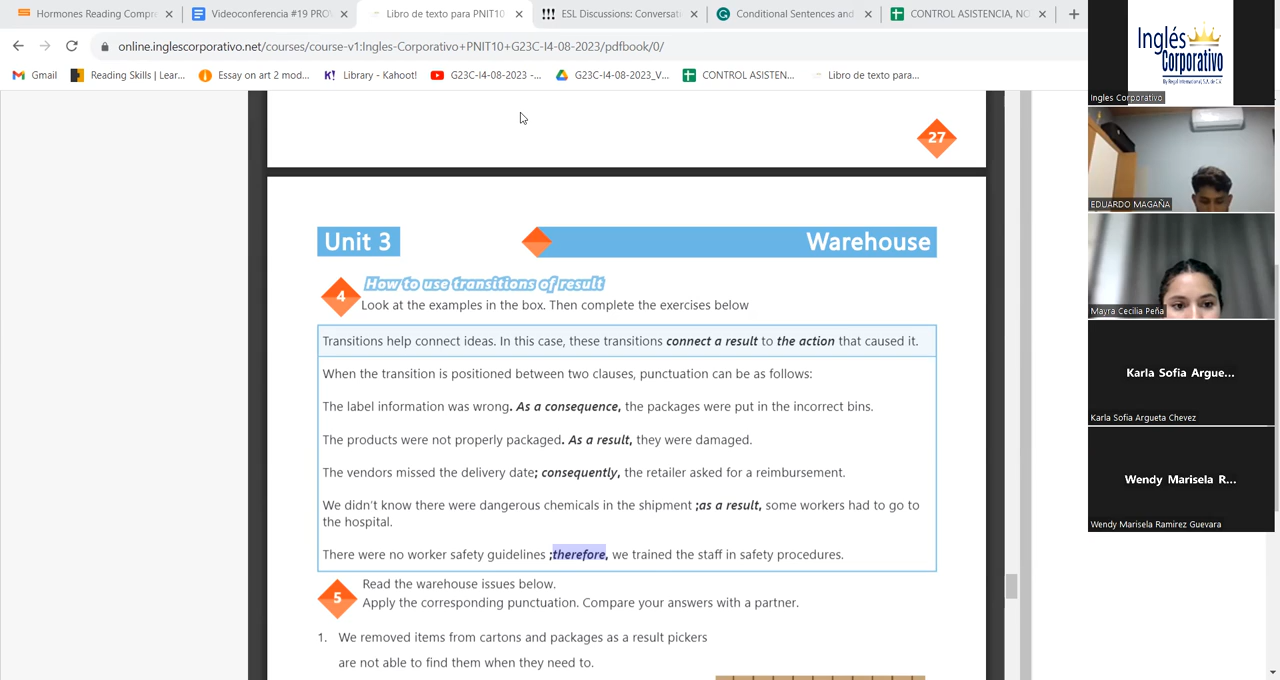 Hormones Reading Compre
Videoconferencia #19 PROV
Libro de texto para PNIT10
ESL Discussions: Conversati
Conditional Sentences and
CONTROL ASISTENCIA, NO
online.inglescorporativo.net/courses/course-v1:Ingles-Corporativo+PNIT10+G23C-I4-08-2023/pdfbook/0/
Gmail
Reading Skills | Lear...
Essay on art 2 mod...
Library - Kahoot!
G23C-I4-08-2023 -...
G23C-I4-08-2023_V...
CONTROL ASISTEN...
Libro de texto para...
27
Unit 3
Warehouse
4
How to use transitions of result
Look at the examples in the box. Then complete the exercises below
Transitions help connect ideas. In this case, these transitions connect a result to the action that caused it.
When the transition is positioned between two clauses, punctuation can be as follows:
The label information was wrong. As a consequence, the packages were put in the incorrect bins.
The products were not properly packaged. As a result, they were damaged.
The vendors missed the delivery date; consequently, the retailer asked for a reimbursement.
We didn't know there were dangerous chemicals in the shipment ;as a result, some workers had to go to
the hospital.
There were no worker safety guidelines ;therefore, we trained the staff in safety procedures.
5
Read the warehouse issues below.
Apply the corresponding punctuation. Compare your answers with a partner.
1. We removed items from cartons and packages as a result pickers
are not able to find them when they need to.
Inglés
Corporativo
Ingles Corporativo
EDUARDO MAGAÑA
Mayra Cecilia Peña
Karla Sofia Argue...
Karla Sofia Argueta Chevez
Wendy Marisela R...
Wendy Marisela Ramirez Guevara